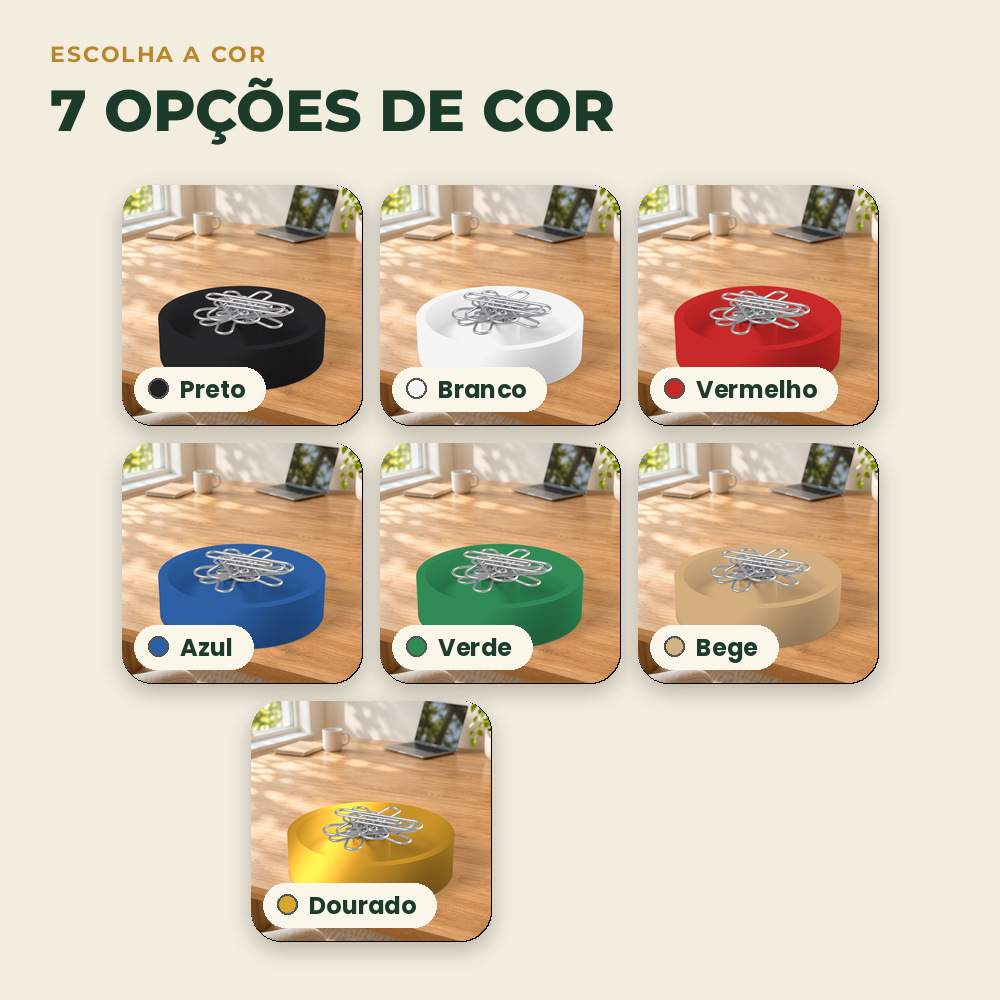 ESCOLHA A COR
7 OPÇÕES DE COR
Preto
Branco
Vermelho
Azul
Verde
Bege
Dourado